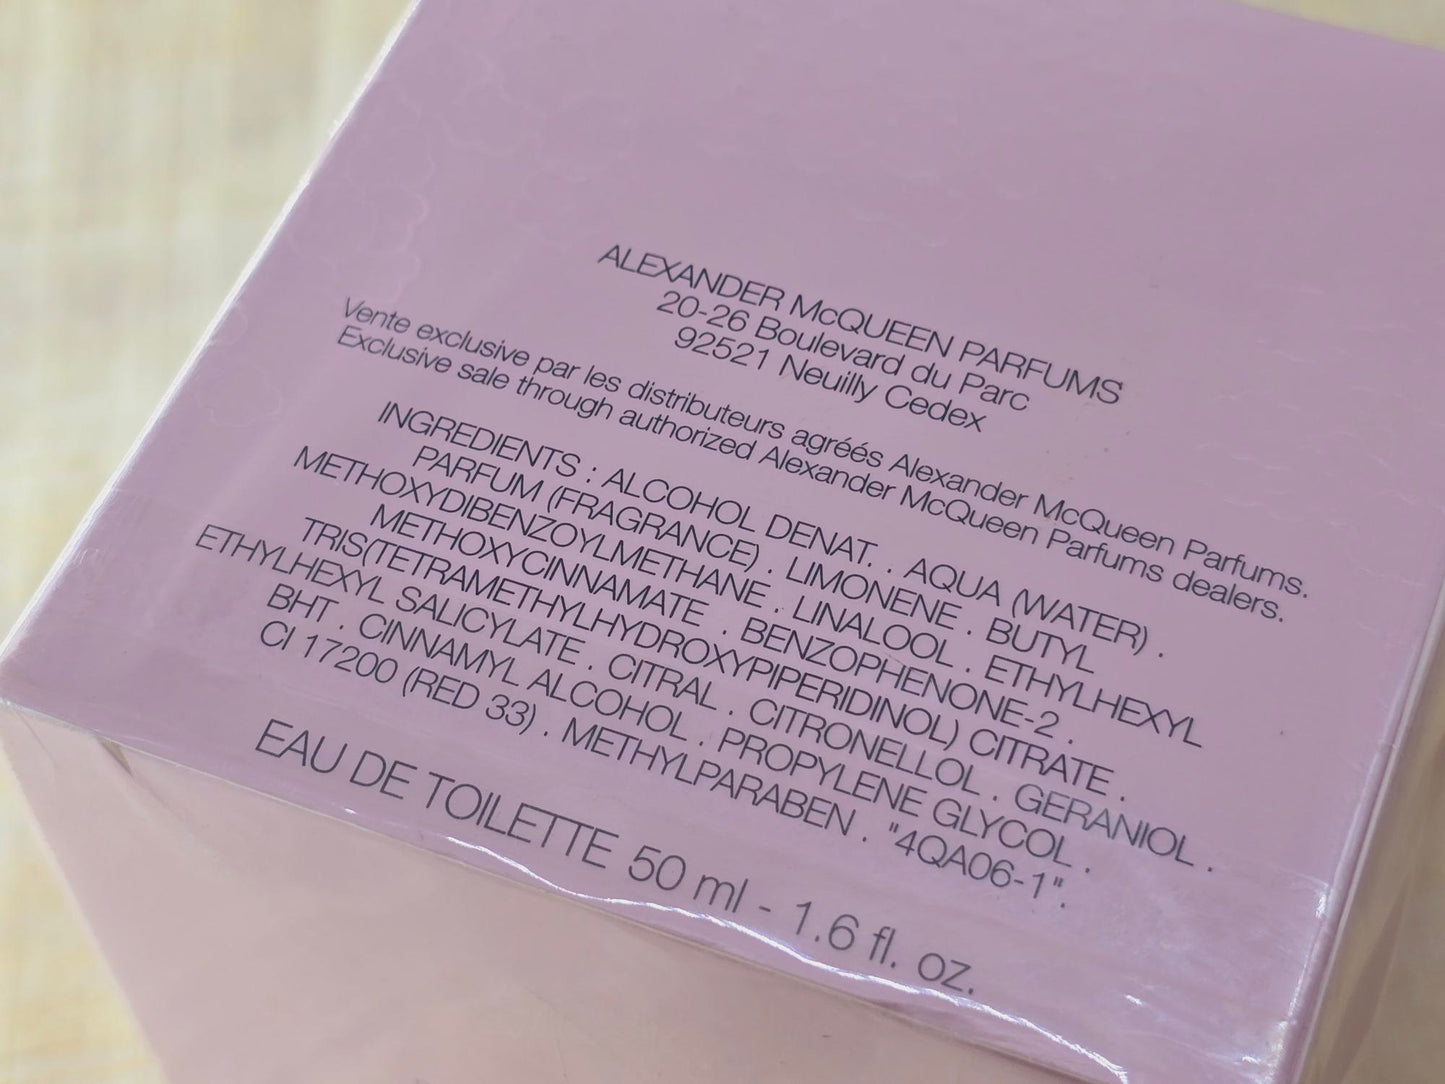 ALEXANDER McQUEEN PARFUMS
20-26 Boulevard du Parc
92521 Neuilly Cedex
Vente exclusive par les distributeurs agréés Alexander McQueen Parfums.
Exclusive sale through authorized Alexander McQueen Parfums dealers.
INGREDIENTS : ALCOHOL DENAT. . AQUA (WATER) .
PARFUM (FRAGRANCE) . LIMONENE . BUTYL
METHOXYDIBENZOYLMETHANE . LINALOOL . ETHYLHEXYL
METHOXYCINNAMATE . BENZOPHENONE-2 .
TRIS(TETRAMETHYLHYDROXYPIPERIDINOL) CITRATE .
ETHYLHEXYL SALICYLATE . CITRAL . CITRONELLOL . GERANIOL .
BHT . CINNAMYL ALCOHOL . PROPYLENE GLYCOL .
CI 17200 (RED 33) . METHYLPARABEN . "4QA06-1".
EAU DE TOILETTE 50 ml - 1.6 fl. oz.